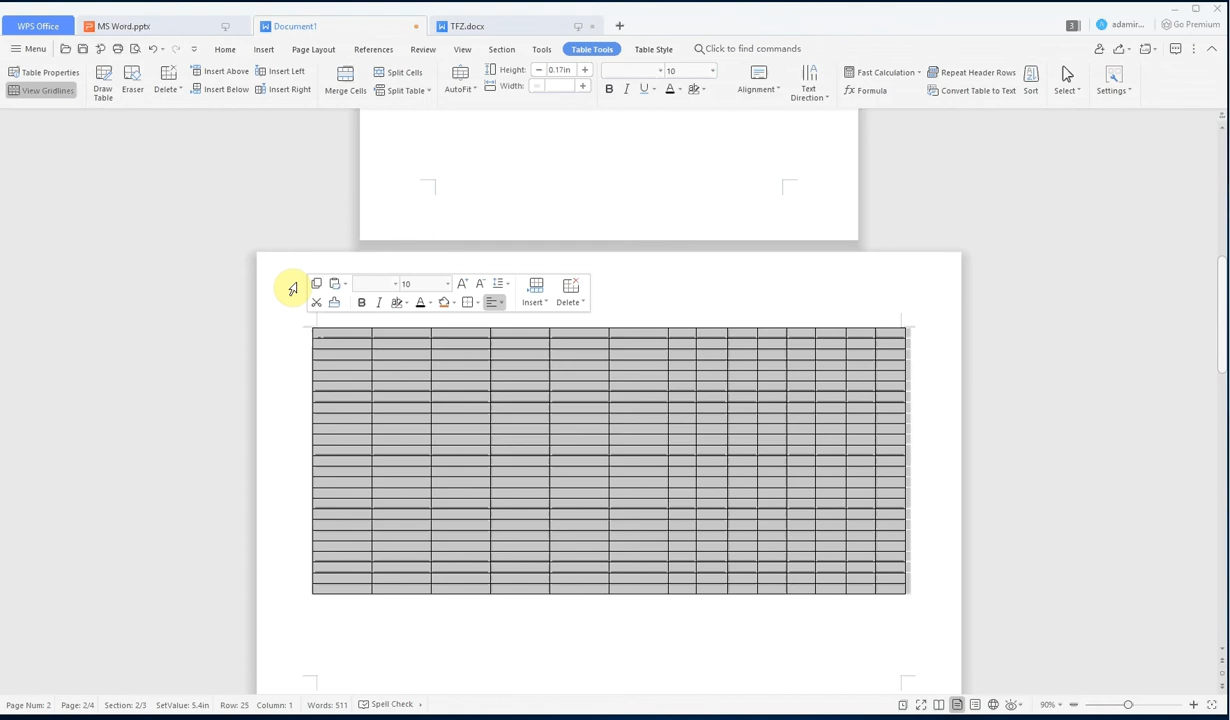 WPS Office MS Word.pptx Document1 TFZ.docx 3 adamir... Go Premium
Menu Home Insert Page Layout References Review View Section Tools Table Tools Table Style Click to find commands
Table Properties Insert Above Insert Left Split Cells Height: 0.17in 10 Fast Calculation Repeat Header Rows
View Gridlines Draw Table Eraser Delete Insert Below Insert Right Merge Cells Split Table AutoFit Width: B I U A ab Alignment Text Direction fx Formula Convert Table to Text Sort Select Settings
10 A+ A-
B I ab A Insert Delete
Page Num: 2 Page: 2/4 Section: 2/3 SetValue: 5.4in Row: 25 Column: 1 Words: 511 Spell Check 90%